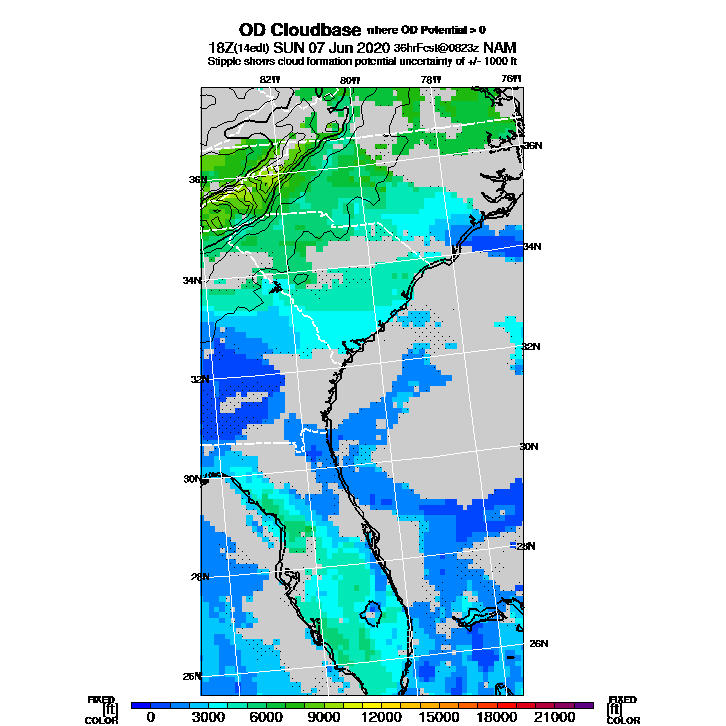 OD Cloudbase where OD Potential > 0
18Z(14edt) SUN 07 Jun 2020 36hrFcst@0823z NAM
Stipple shows cloud formation potential uncertainty of +/- 1000 ft
82W 80W 78W 76W
36N
36N
34N
34N
32N
32N
30N
30N
28N
28N
26N
26N
FIXED FIXED
[ft] 0 3000 6000 9000 12000 15000 18000 21000 [ft]
COLOR COLOR